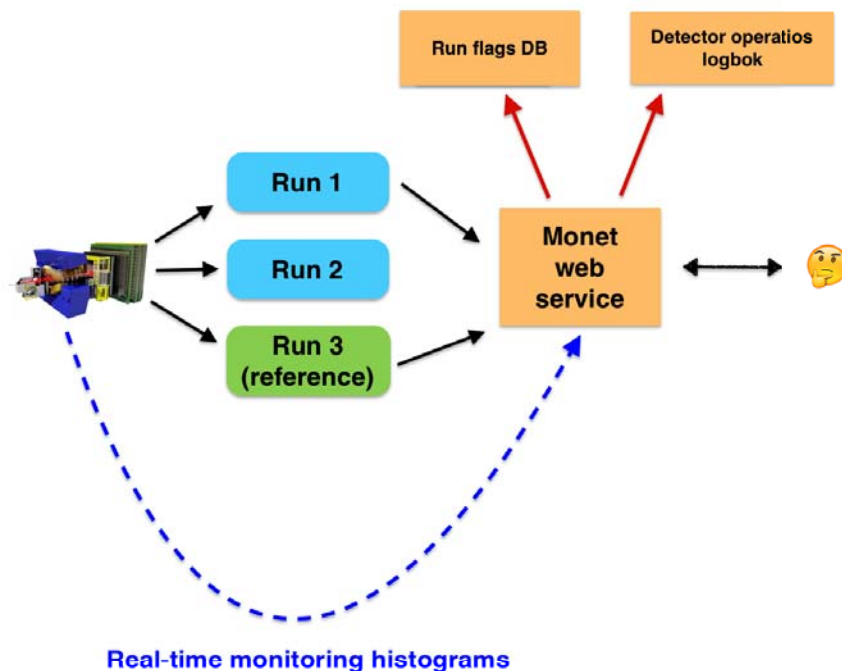 Run flags DB
Detector operatios
logbok
Run 1
Run 2
Run 3
(reference)
Monet
web
service
Real-time monitoring histograms